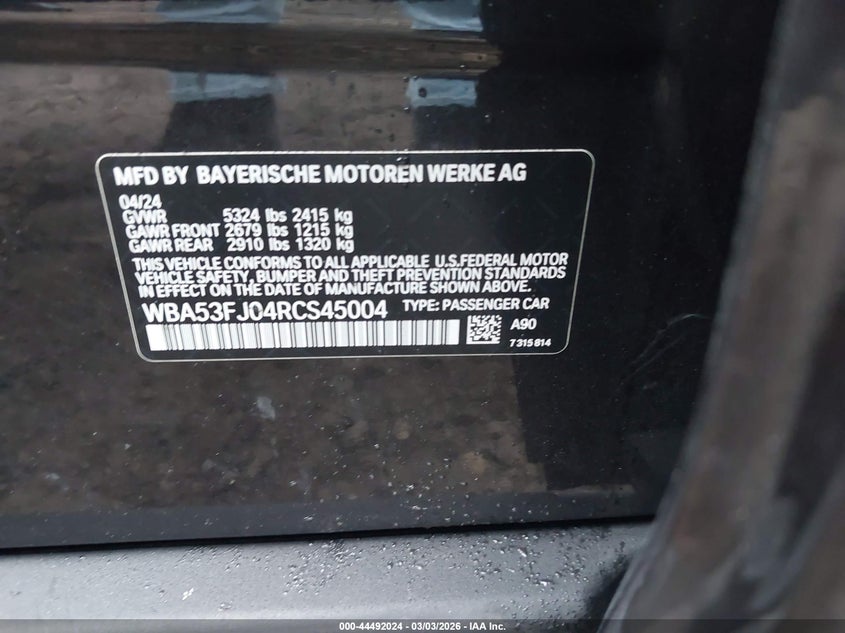 MFD BY BAYERISCHE MOTOREN WERKE AG
04/24
GVWR 5324 lbs 2415 kg
GAWR FRONT 2679 lbs 1215 kg
GAWR REAR 2910 lbs 1320 kg
THIS VEHICLE CONFORMS TO ALL APPLICABLE U.S.FEDERAL MOTOR
VEHICLE SAFETY, BUMPER AND THEFT PREVENTION STANDARDS
IN EFFECT ON THE DATE OF MANUFACTURE SHOWN ABOVE.
WBA53FJ04RCS45004 TYPE: PASSENGER CAR
A90
7 315 814
000-44492024 - 03/03/2026 - IAA Inc.